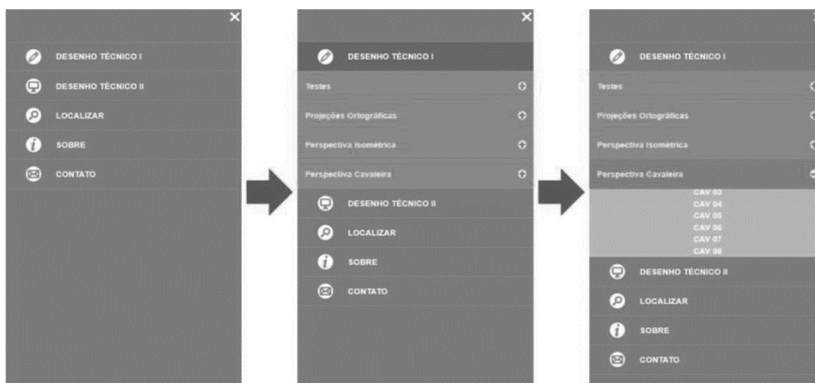 DESENHO TÉCNICO I
DESENHO TÉCNICO II
LOCALIZAR
SOBRE
CONTATO
DESENHO TÉCNICO I
Testes
Projeções Ortográficas
Perspectiva Isométrica
Perspectiva Cavaleira
DESENHO TÉCNICO II
LOCALIZAR
SOBRE
CONTATO
DESENHO TÉCNICO I
Testes
Projeções Ortográficas
Perspectiva Isométrica
Perspectiva Cavaleira
CAV 03
CAV 04
CAV 05
CAV 06
CAV 07
CAV 08
DESENHO TÉCNICO II
LOCALIZAR
SOBRE
CONTATO